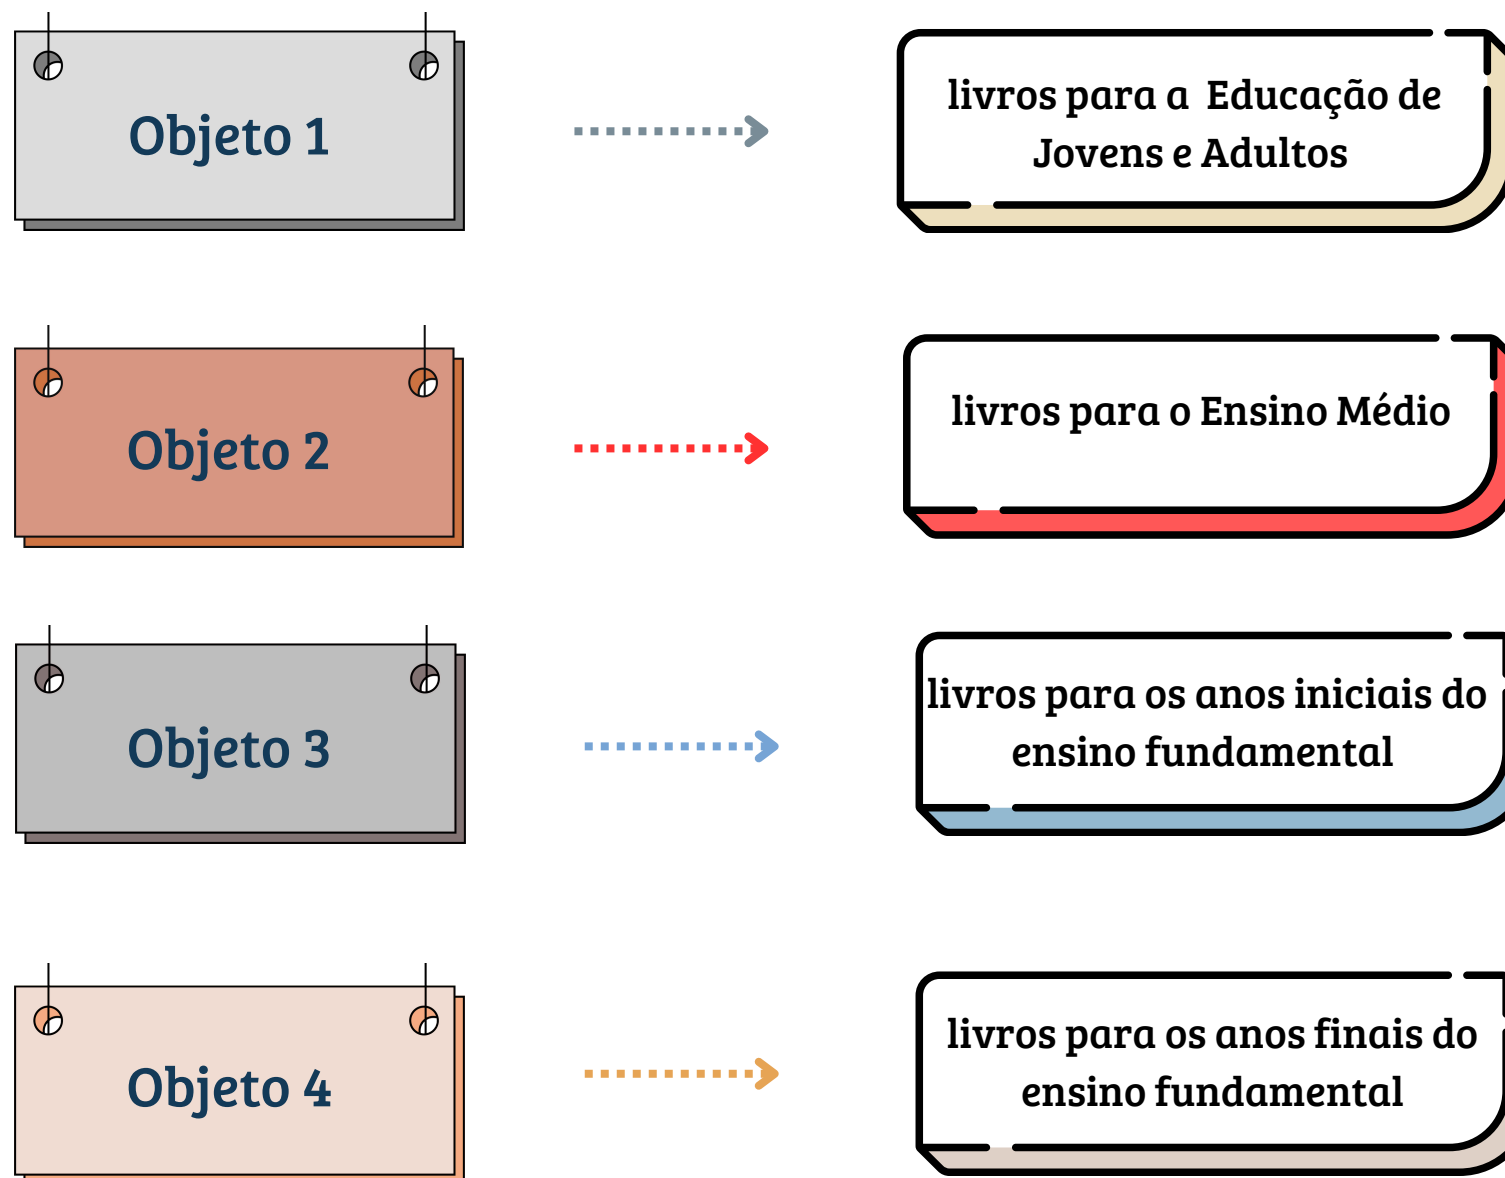 Objeto 1
livros para a Educação de
Jovens e Adultos
Objeto 2
livros para o Ensino Médio
Objeto 3
livros para os anos iniciais do
ensino fundamental
Objeto 4
livros para os anos finais do
ensino fundamental